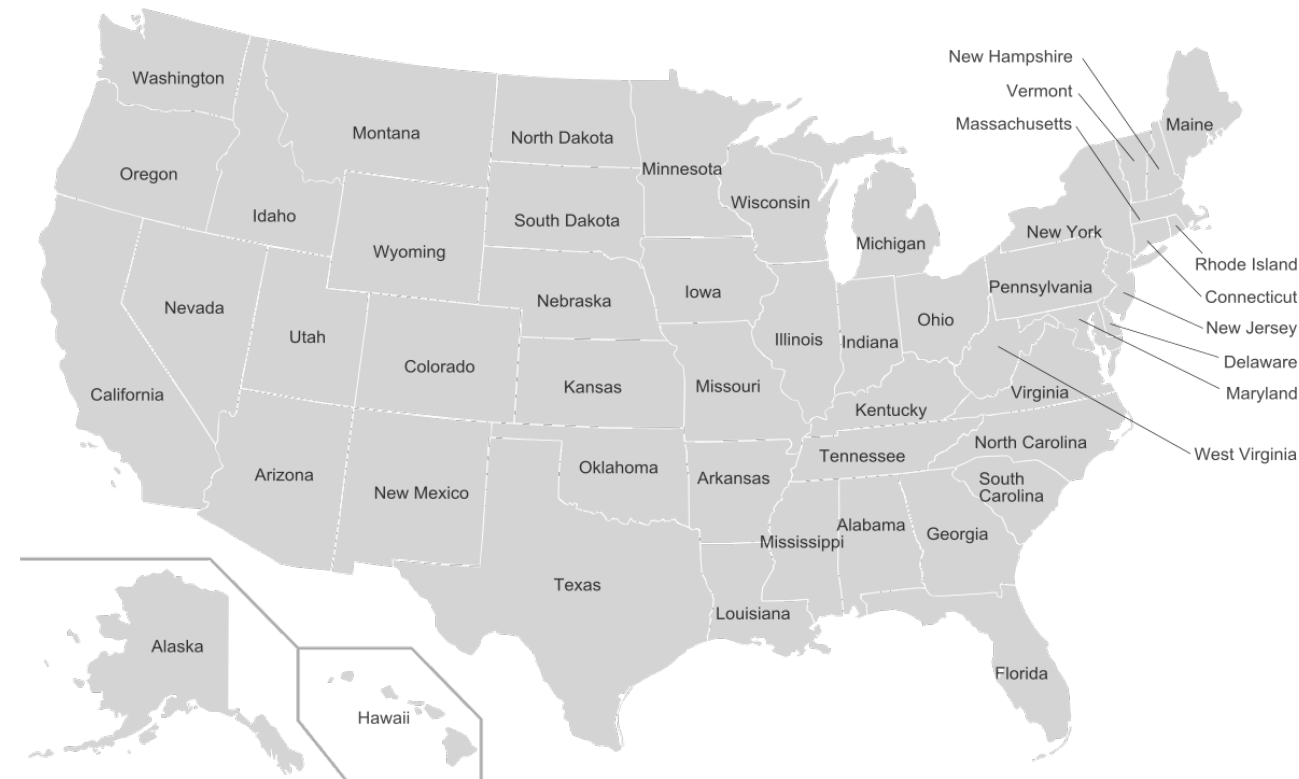 New Hampshire
Vermont
Massachusetts
Washington
Montana
North Dakota
Minnesota
Maine
Oregon
Idaho
South Dakota
Wisconsin
Wyoming
Michigan
New York
Rhode Island
Nevada
Nebraska
Iowa
Pennsylvania
Connecticut
Utah
Illinois
Indiana
Ohio
New Jersey
Colorado
Delaware
California
Kansas
Missouri
Kentucky
Virginia
Maryland
Arizona
New Mexico
Oklahoma
Arkansas
Tennessee
North Carolina
West Virginia
South
Carolina
Mississippi
Alabama
Georgia
Texas
Louisiana
Alaska
Florida
Hawaii